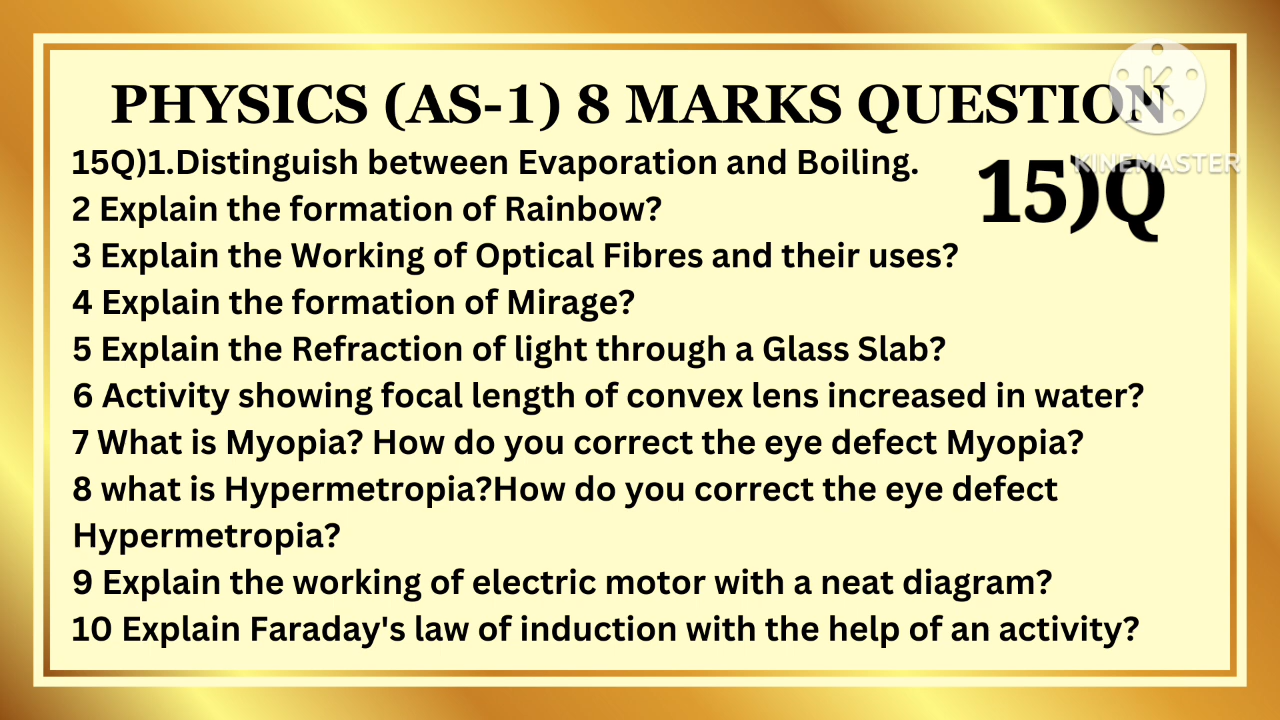 PHYSICS (AS-1) 8 MARKS QUESTION
15Q)1.Distinguish between Evaporation and Boiling.
15)Q
KINEMASTER
2 Explain the formation of Rainbow?
3 Explain the Working of Optical Fibres and their uses?
4 Explain the formation of Mirage?
5 Explain the Refraction of light through a Glass Slab?
6 Activity showing focal length of convex lens increased in water?
7 What is Myopia? How do you correct the eye defect Myopia?
8 what is Hypermetropia?How do you correct the eye defect
Hypermetropia?
9 Explain the working of electric motor with a neat diagram?
10 Explain Faraday's law of induction with the help of an activity?